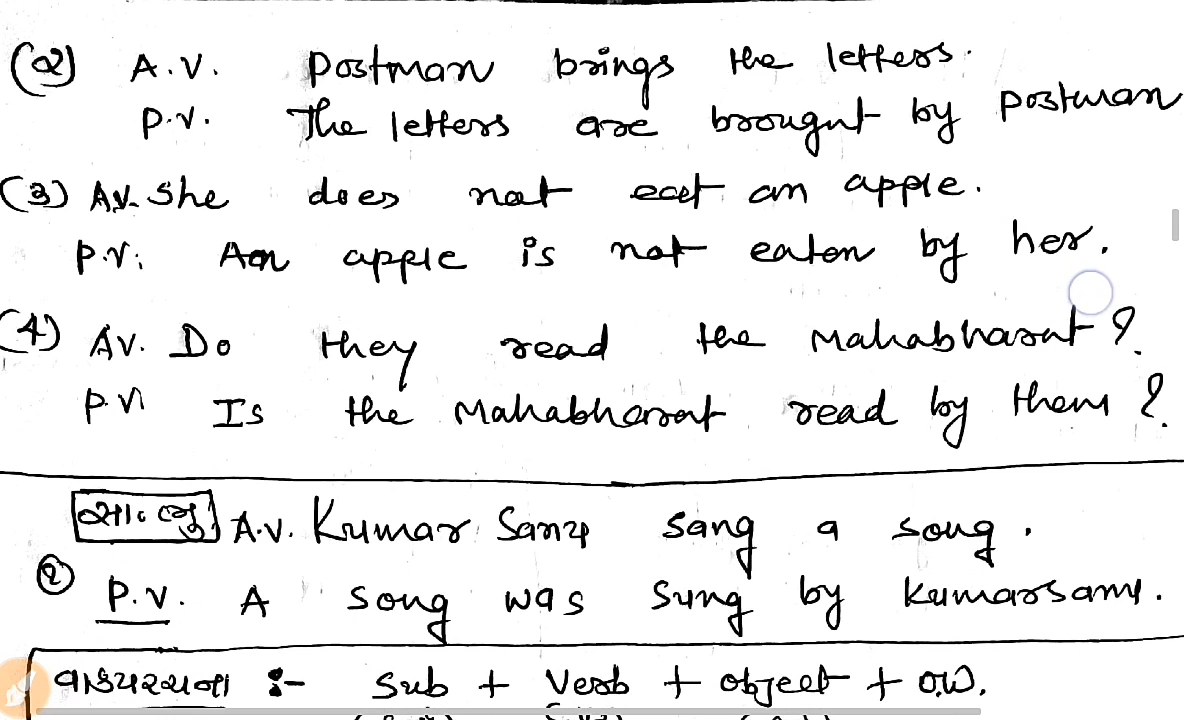 (2) A.V. Postman brings the letters.
P.V. The letters are brought by postman
(3) A.V. She does not eat an apple.
P.V. An apple is not eaten by her.
(4) A.V. Do they read the Mahabharat?
P.V. Is the Mahabharat read by them?
સા. ભૂ. A.V. Kumar Sanu sang a song.
② P.V. A song was sung by Kumarsanu.
વાક્યરચના :- Sub + Verb + object + O.W.